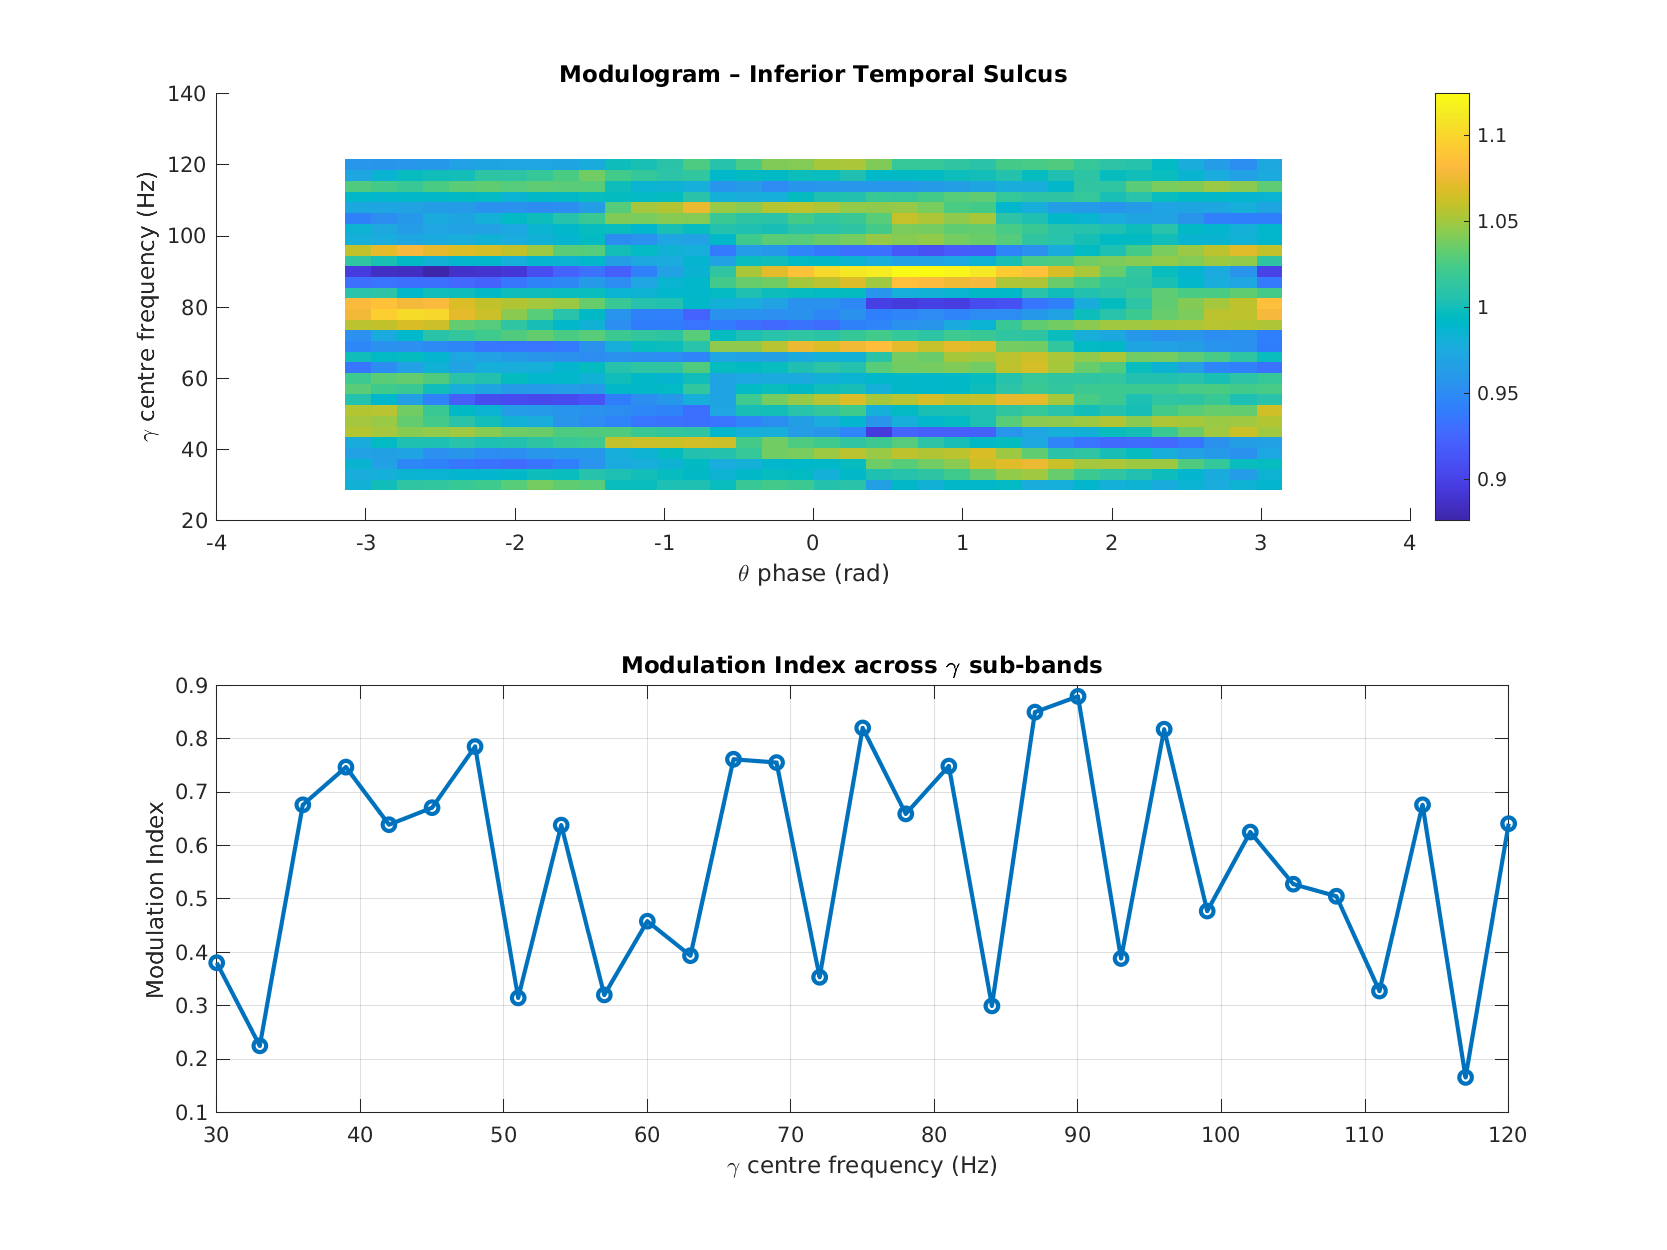 Modulogram – Inferior Temporal Sulcus
γ centre frequency (Hz)
140
120
100
80
60
40
20
-4 -3 -2 -1 0 1 2 3 4
θ phase (rad)
1.1
1.05
1
0.95
0.9
Modulation Index across γ sub-bands
Modulation Index
0.9
0.8
0.7
0.6
0.5
0.4
0.3
0.2
0.1
30 40 50 60 70 80 90 100 110 120
γ centre frequency (Hz)